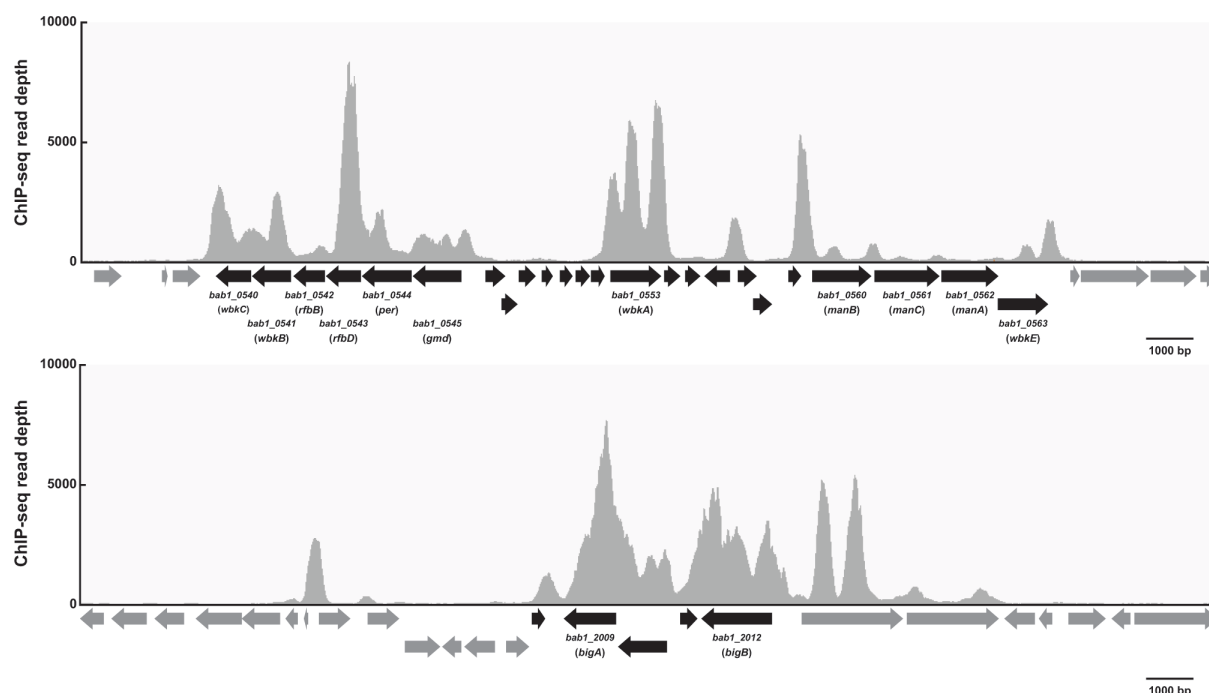 10000
5000
0
ChIP-seq read depth
bab1_0540
(wbkC)
bab1_0541
(wbkB)
bab1_0542
(rfbB)
bab1_0543
(rfbD)
bab1_0544
(per)
bab1_0545
(gmd)
bab1_0553
(wbkA)
bab1_0560
(manB)
bab1_0561
(manC)
bab1_0562
(manA)
bab1_0563
(wbkE)
1000 bp
10000
5000
0
ChIP-seq read depth
bab1_2009
(bigA)
bab1_2012
(bigB)
1000 bp